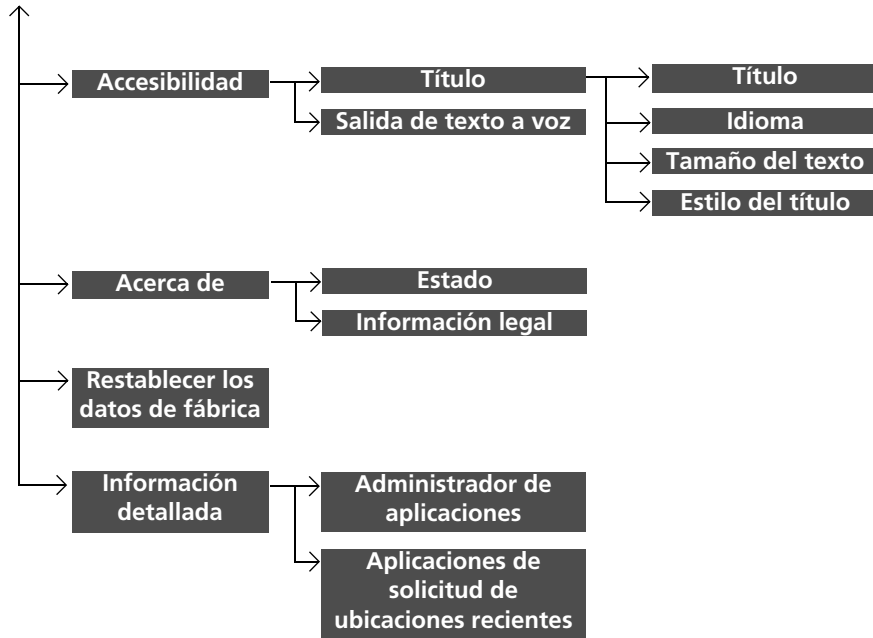 Accesibilidad
Título
Título
Salida de texto a voz
Idioma
Tamaño del texto
Estilo del título
Acerca de
Estado
Información legal
Restablecer los
datos de fábrica
Información
detallada
Administrador de
aplicaciones
Aplicaciones de
solicitud de
ubicaciones recientes